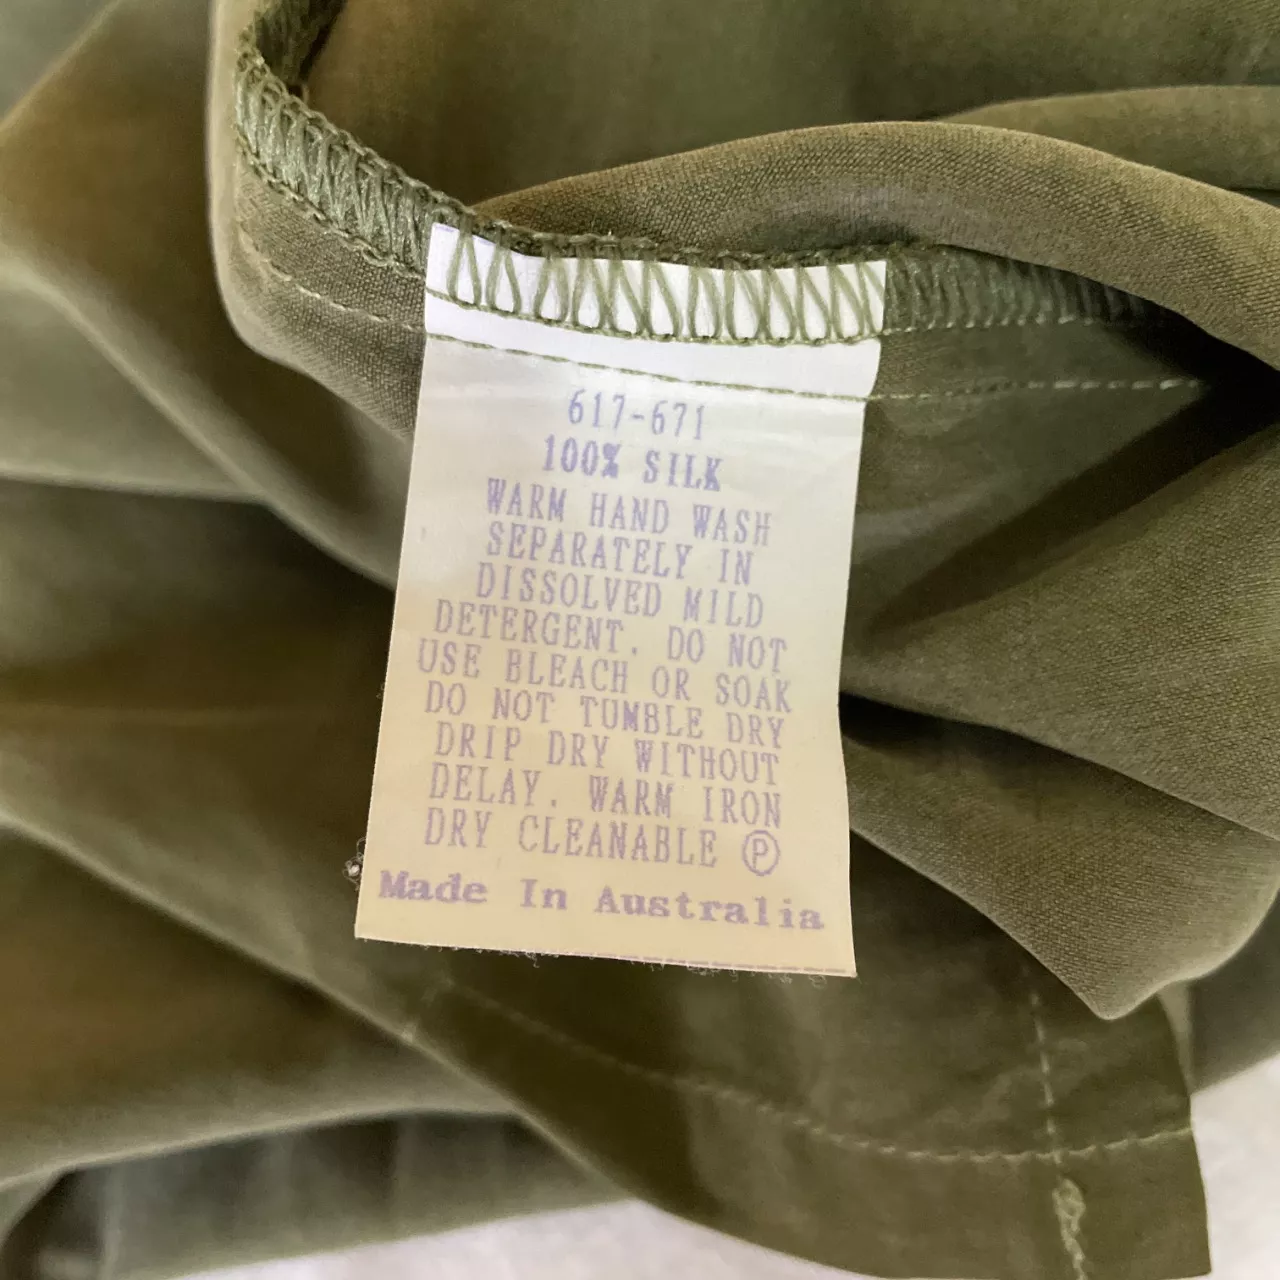 617-671
100% SILK
WARM HAND WASH
SEPARATELY IN
DISSOLVED MILD
DETERGENT. DO NOT
USE BLEACH OR SOAK
DO NOT TUMBLE DRY
DRIP DRY WITHOUT
DELAY. WARM IRON
DRY CLEANABLE Ⓟ
Made In Australia